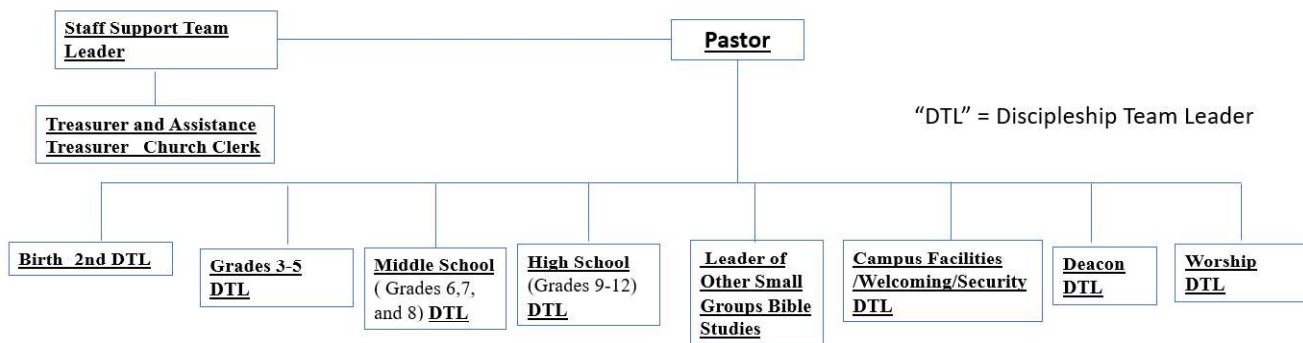 Staff Support Team
Leader
Pastor
Treasurer and Assistance
Treasurer Church Clerk
"DTL" = Discipleship Team Leader
Birth 2nd DTL
Grades 3-5
DTL
Middle School
( Grades 6,7,
and 8) DTL
High School
(Grades 9-12)
DTL
Leader of
Other Small
Groups Bible
Studies
Campus Facilities
/Welcoming/Security
DTL
Deacon
DTL
Worship
DTL